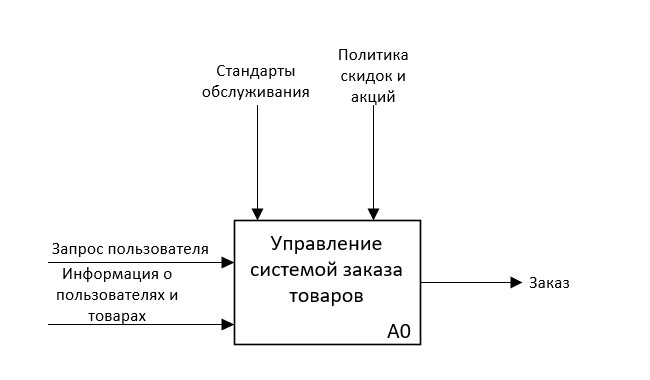 Стандарты
обслуживания
Политика
скидок и
акций
Запрос пользователя
Информация о
пользователях и
товарах
Управление
системой заказа
товаров
A0
Заказ